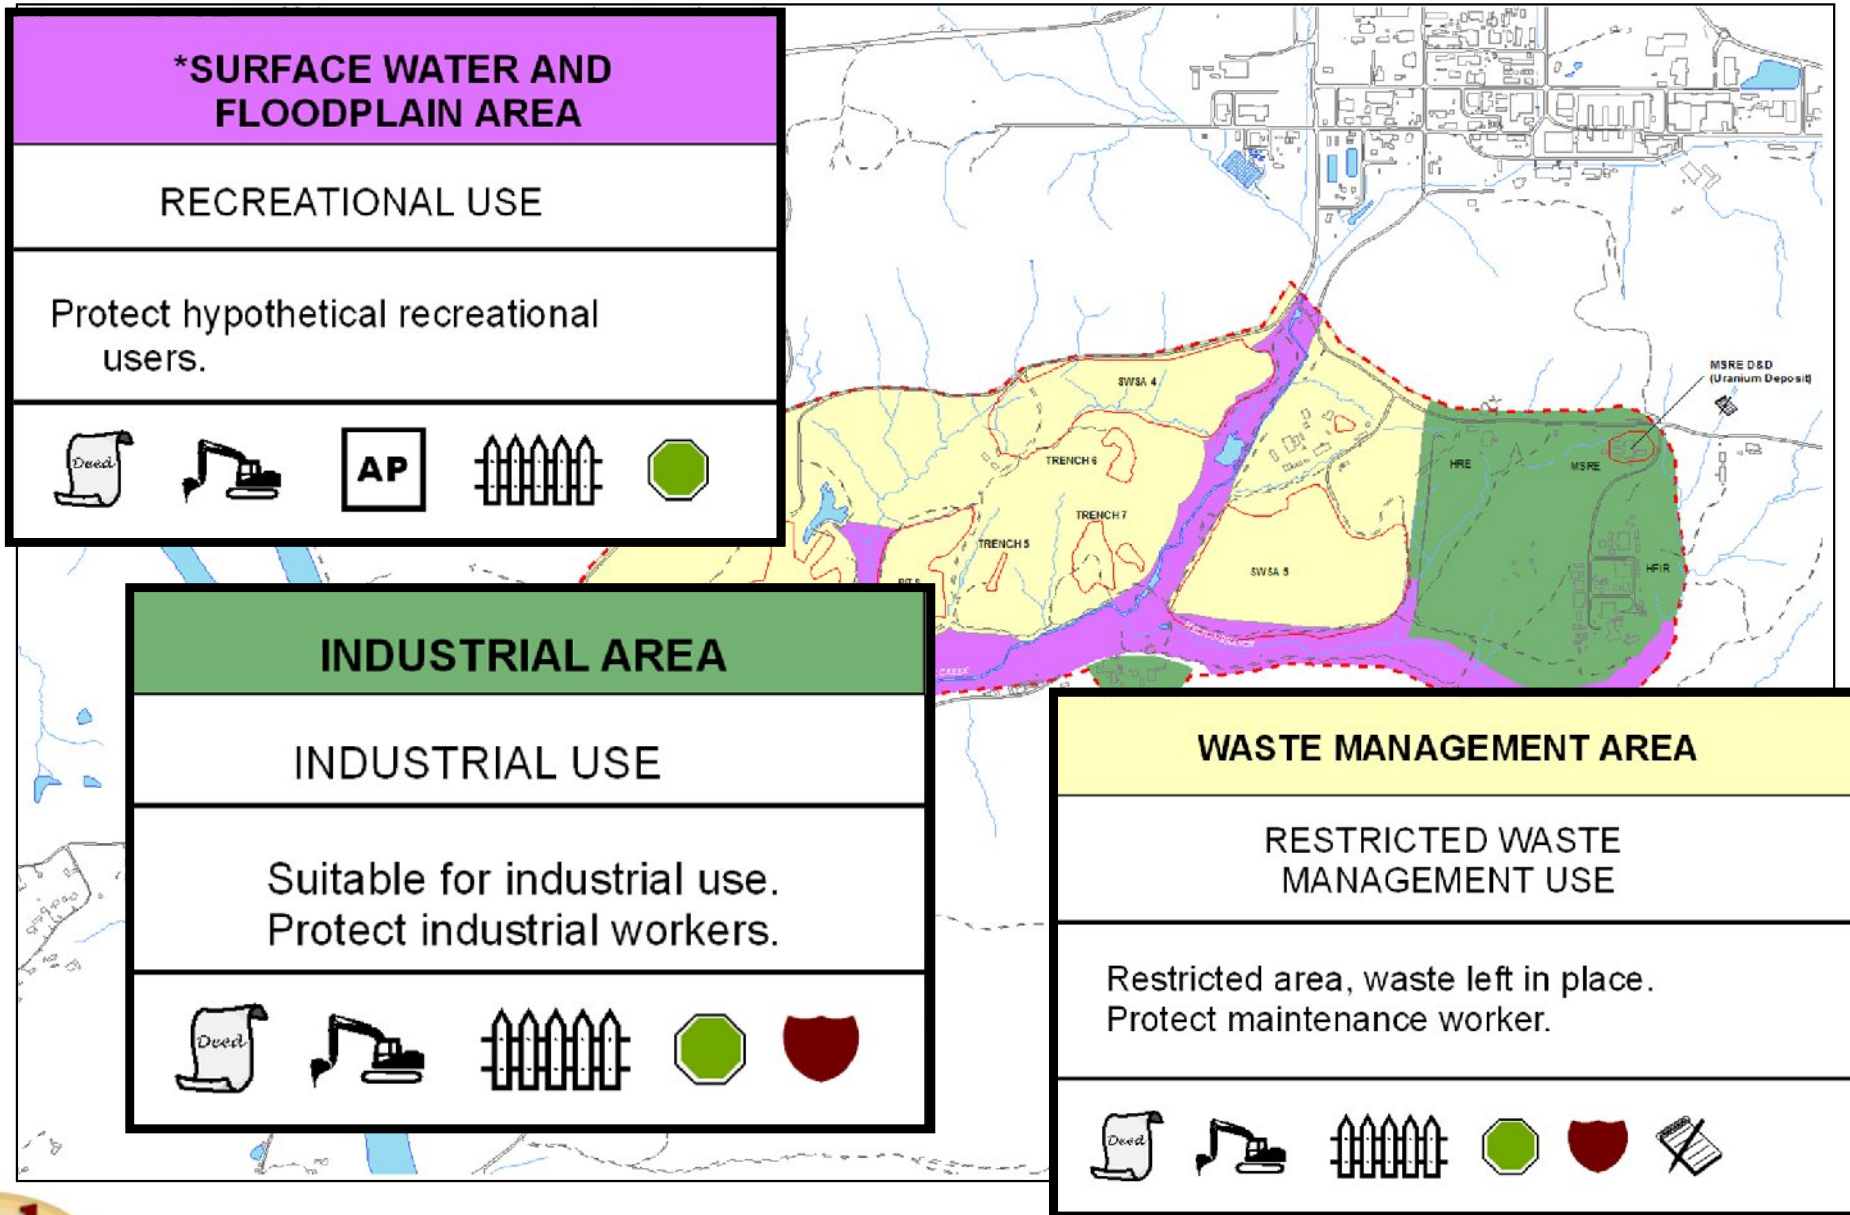 *SURFACE WATER AND
FLOODPLAIN AREA
RECREATIONAL USE
Protect hypothetical recreational
users.
Deed
AP
MSRE D&D
(Uranium Deposit)
SWSA 4
TRENCH 6
HRE
MSRE
TRENCH 7
TRENCH 5
SWSA 5
HFIR
CREEK
INDUSTRIAL AREA
INDUSTRIAL USE
Suitable for industrial use.
Protect industrial workers.
Deed
WASTE MANAGEMENT AREA
RESTRICTED WASTE
MANAGEMENT USE
Restricted area, waste left in place.
Protect maintenance worker.
Deed